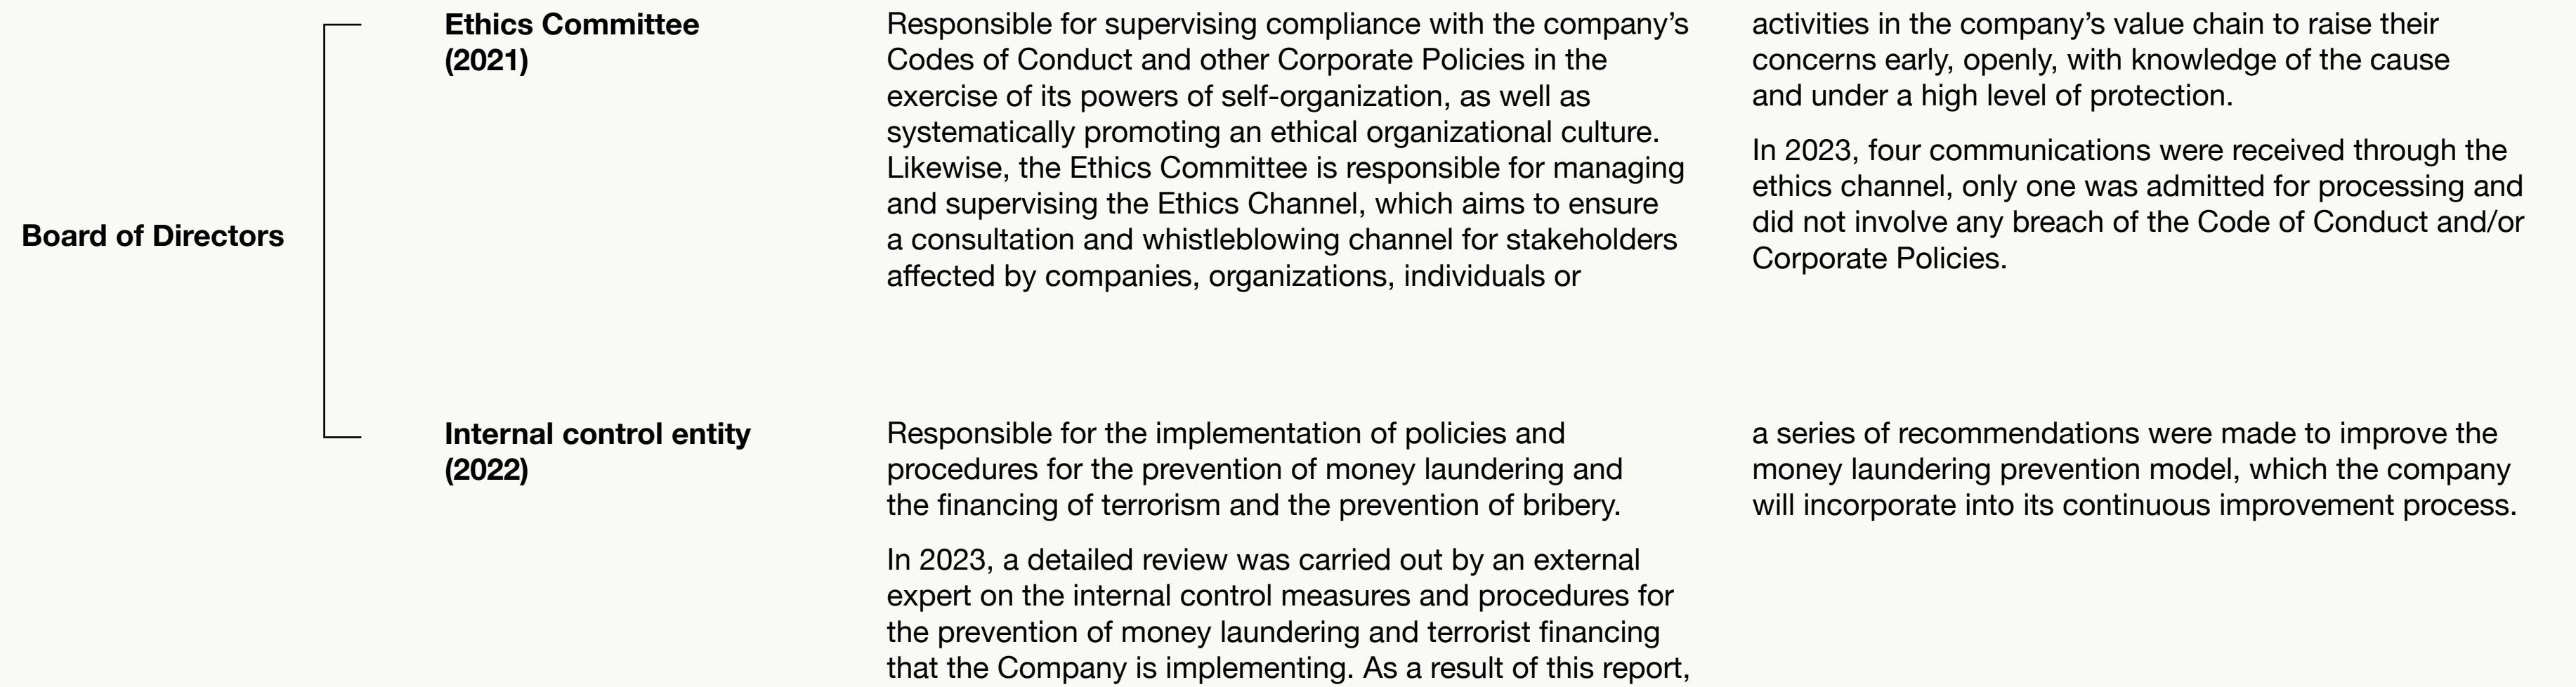 Board of Directors
Ethics Committee
(2021)
Responsible for supervising compliance with the company’s
Codes of Conduct and other Corporate Policies in the
exercise of its powers of self-organization, as well as
systematically promoting an ethical organizational culture.
Likewise, the Ethics Committee is responsible for managing
and supervising the Ethics Channel, which aims to ensure
a consultation and whistleblowing channel for stakeholders
affected by companies, organizations, individuals or
activities in the company’s value chain to raise their
concerns early, openly, with knowledge of the cause
and under a high level of protection.
In 2023, four communications were received through the
ethics channel, only one was admitted for processing and
did not involve any breach of the Code of Conduct and/or
Corporate Policies.
Internal control entity
(2022)
Responsible for the implementation of policies and
procedures for the prevention of money laundering and
the financing of terrorism and the prevention of bribery.
In 2023, a detailed review was carried out by an external
expert on the internal control measures and procedures for
the prevention of money laundering and terrorist financing
that the Company is implementing. As a result of this report,
a series of recommendations were made to improve the
money laundering prevention model, which the company
will incorporate into its continuous improvement process.